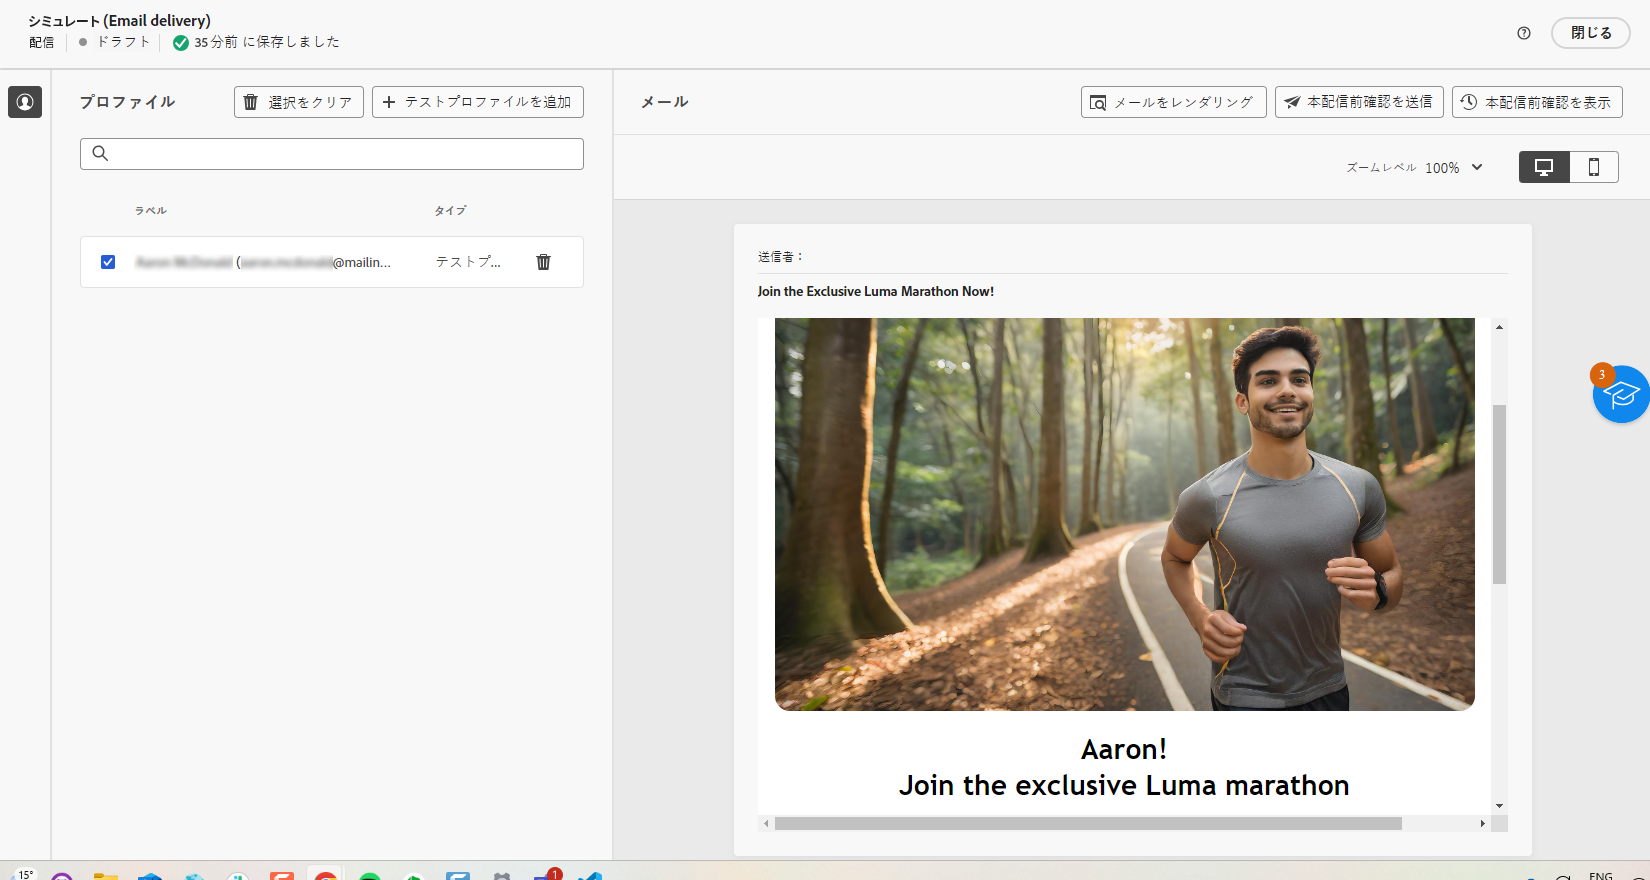 シミュレート (Email delivery)
配信 ドラフト 35 分前 に保存しました
閉じる
プロファイル
選択をクリア
テストプロファイルを追加
メール
メールをレンダリング
本配信前確認を送信
本配信前確認を表示
ズームレベル 100%
ラベル タイプ
@mailin... テストプ...
送信者：
Join the Exclusive Luma Marathon Now!
3
Aaron!
Join the exclusive Luma marathon
15°
1
ENG